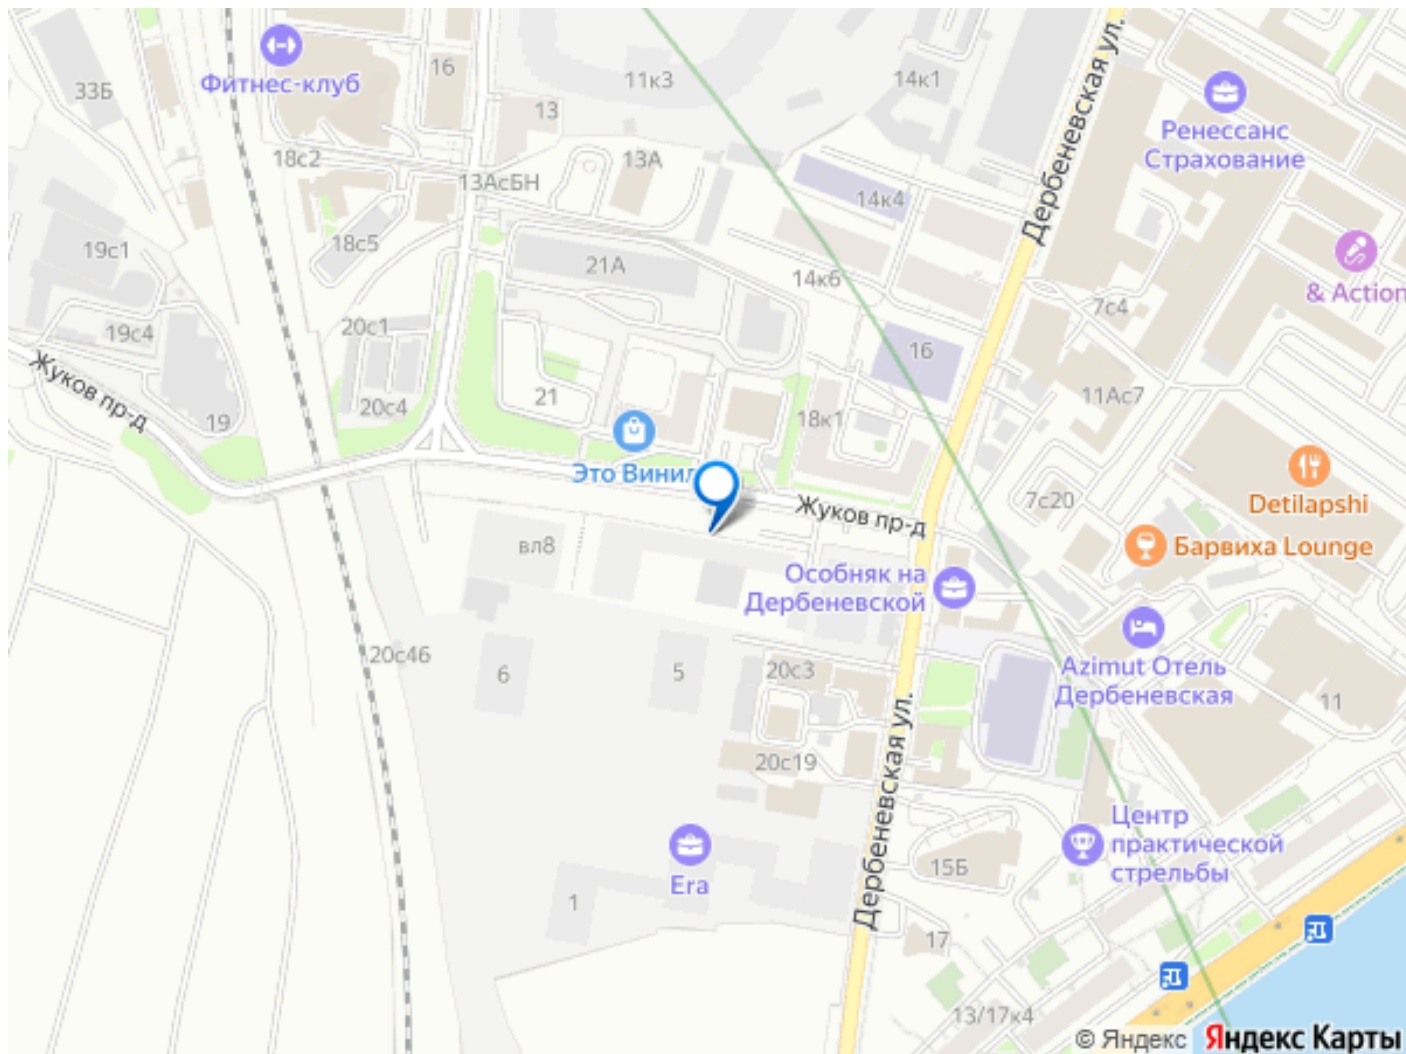 Фитнес-клуб
33Б
16
11к3
14к1
Дербеневская ул.
Ренессанс
Страхование
13
18с2
13А
13АсБН
14к4
19с1
18с5
21А
14к6
& Action
7с4
20с1
19с4
16
Жуков пр-д
20с4
21
18к1
11Ас7
19
Это Винил
Detilapshi
7с20
Жуков пр-д
вл8
Барвиха Lounge
Особняк на
Дербеневской
20с46
6
5
20с3
Azimut Отель
Дербеневская
11
Дербеневская ул.
20с19
Центр
практической
стрельбы
Era
15Б
1
17
13/17к4
© Яндекс Яндекс Карты